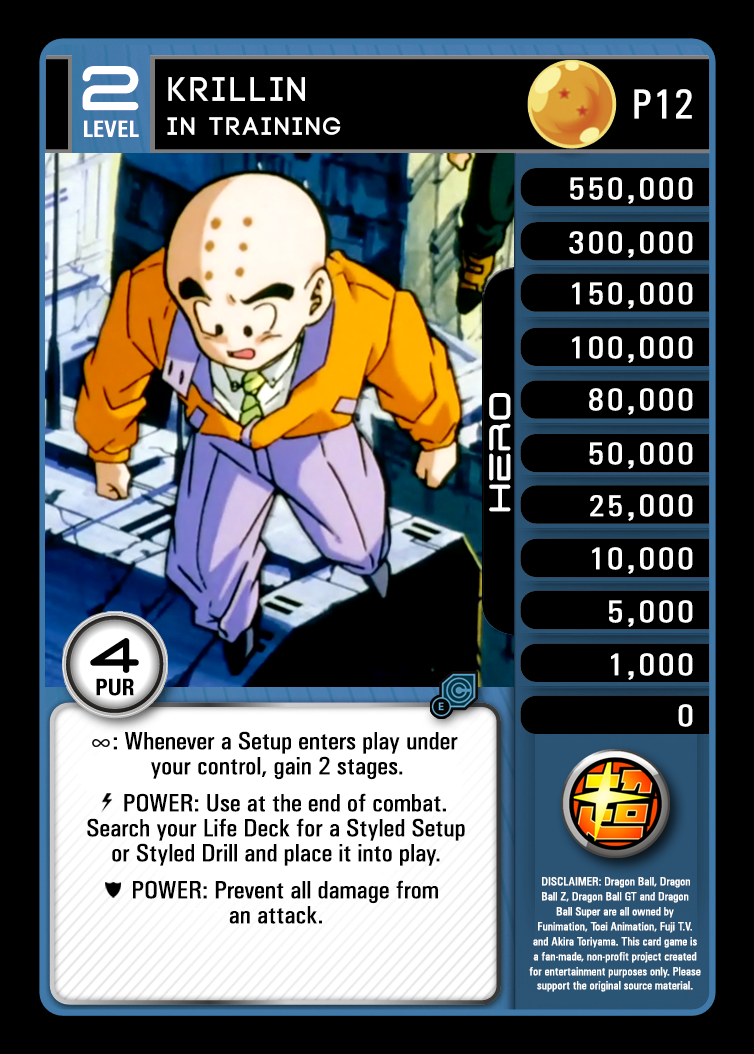 2
LEVEL
KRILLIN
IN TRAINING
P12
550,000
300,000
150,000
100,000
80,000
50,000
25,000
10,000
5,000
1,000
0
HERO
4
PUR
E
∞: Whenever a Setup enters play under
your control, gain 2 stages.
POWER: Use at the end of combat.
Search your Life Deck for a Styled Setup
or Styled Drill and place it into play.
POWER: Prevent all damage from
an attack.
DISCLAIMER: Dragon Ball, Dragon
Ball Z, Dragon Ball GT and Dragon
Ball Super are all owned by
Funimation, Toei Animation, Fuji T.V.
and Akira Toriyama. This card game is
a fan-made, non-profit project created
for entertainment purposes only. Please
support the original source material.